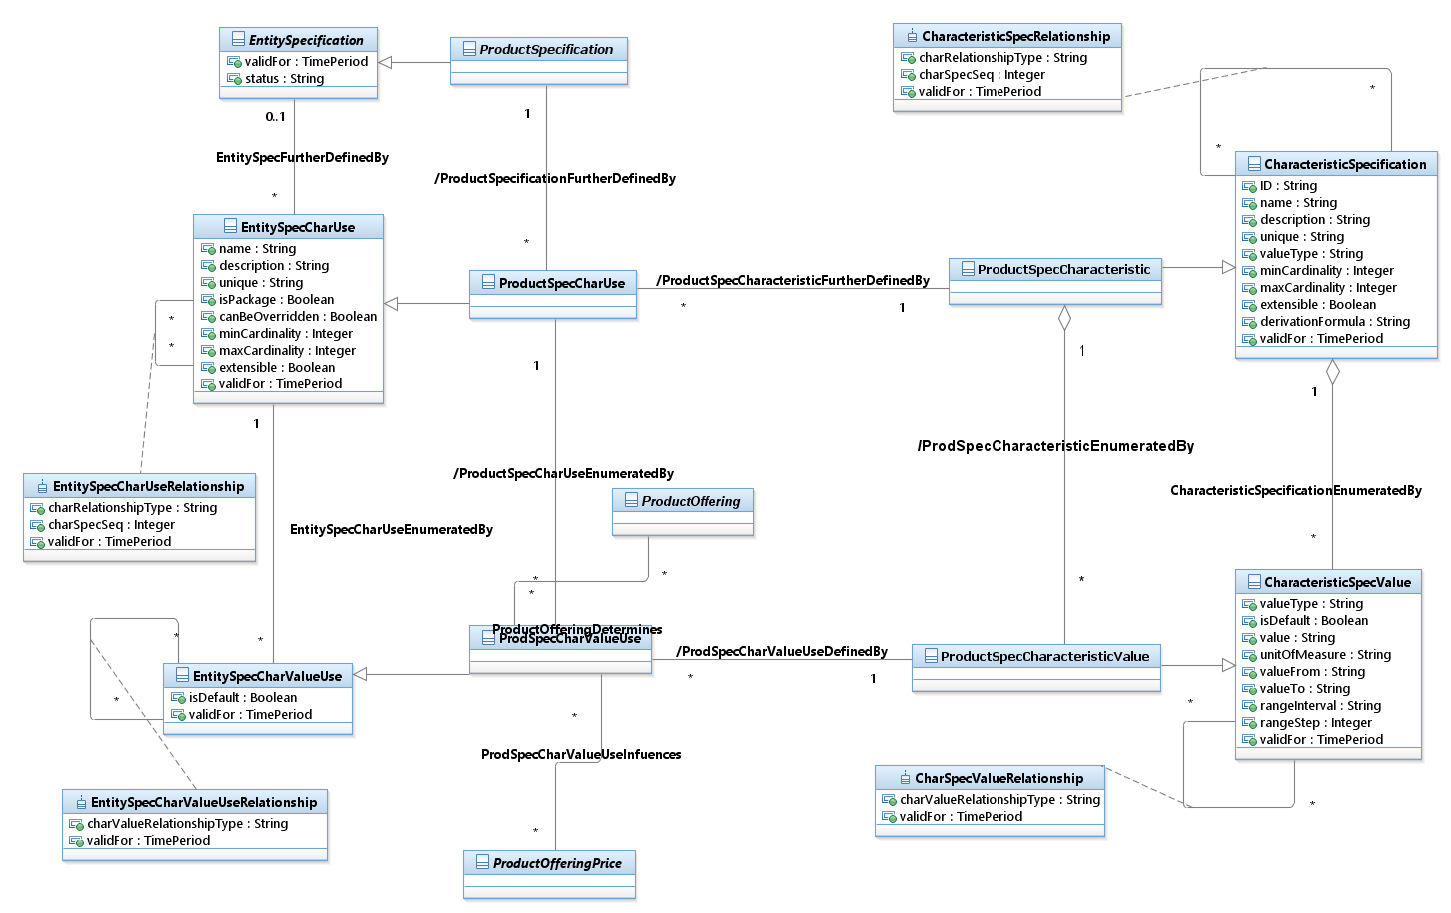 EntitySpecification
validFor : TimePeriod
status : String
ProductSpecification
CharacteristicSpecRelationship
charRelationshipType : String
charSpecSeq : Integer
validFor : TimePeriod
0..1
1
*
*
EntitySpecFurtherDefinedBy
/ProductSpecificationFurtherDefinedBy
*
*
CharacteristicSpecification
ID : String
name : String
description : String
unique : String
valueType : String
minCardinality : Integer
maxCardinality : Integer
extensible : Boolean
derivationFormula : String
validFor : TimePeriod
EntitySpecCharUse
name : String
description : String
unique : String
isPackage : Boolean
canBeOverridden : Boolean
minCardinality : Integer
maxCardinality : Integer
extensible : Boolean
validFor : TimePeriod
*
*
ProductSpecCharUse
/ProductSpecCharacteristicFurtherDefinedBy
*
1
ProductSpecCharacteristic
1
1
1
1
/ProdSpecCharacteristicEnumeratedBy
/ProductSpecCharUseEnumeratedBy
CharacteristicSpecificationEnumeratedBy
EntitySpecCharUseRelationship
charRelationshipType : String
charSpecSeq : Integer
validFor : TimePeriod
ProductOffering
EntitySpecCharUseEnumeratedBy
*
*
*
*
*
*
CharacteristicSpecValue
valueType : String
isDefault : Boolean
value : String
unitOfMeasure : String
valueFrom : String
valueTo : String
rangeInterval : String
rangeStep : Integer
validFor : TimePeriod
ProductOfferingDetermines
ProdSpecCharValueUse
/ProdSpecCharValueUseDefinedBy
*
1
ProductSpecCharacteristicValue
*
*
EntitySpecCharValueUse
isDefault : Boolean
validFor : TimePeriod
*
*
*
ProdSpecCharValueUseInfuences
*
CharSpecValueRelationship
charValueRelationshipType : String
validFor : TimePeriod
EntitySpecCharValueUseRelationship
charValueRelationshipType : String
validFor : TimePeriod
ProductOfferingPrice